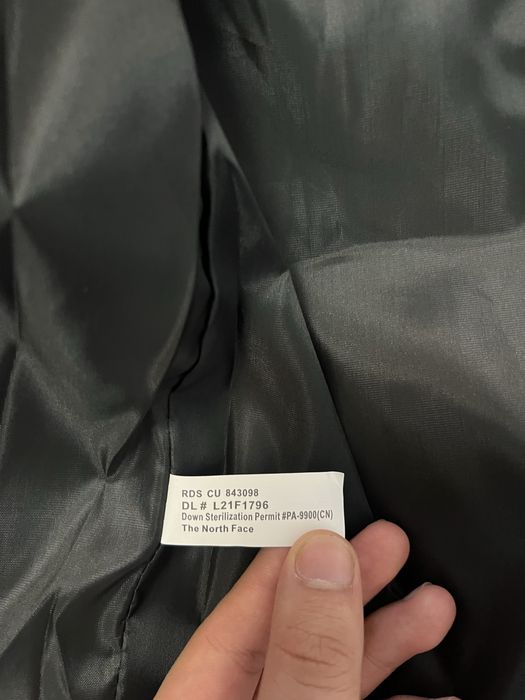 RDS CU 843098
DL# L21F1796
Down Sterilization Permit #PA-9900(CN)
The North Face